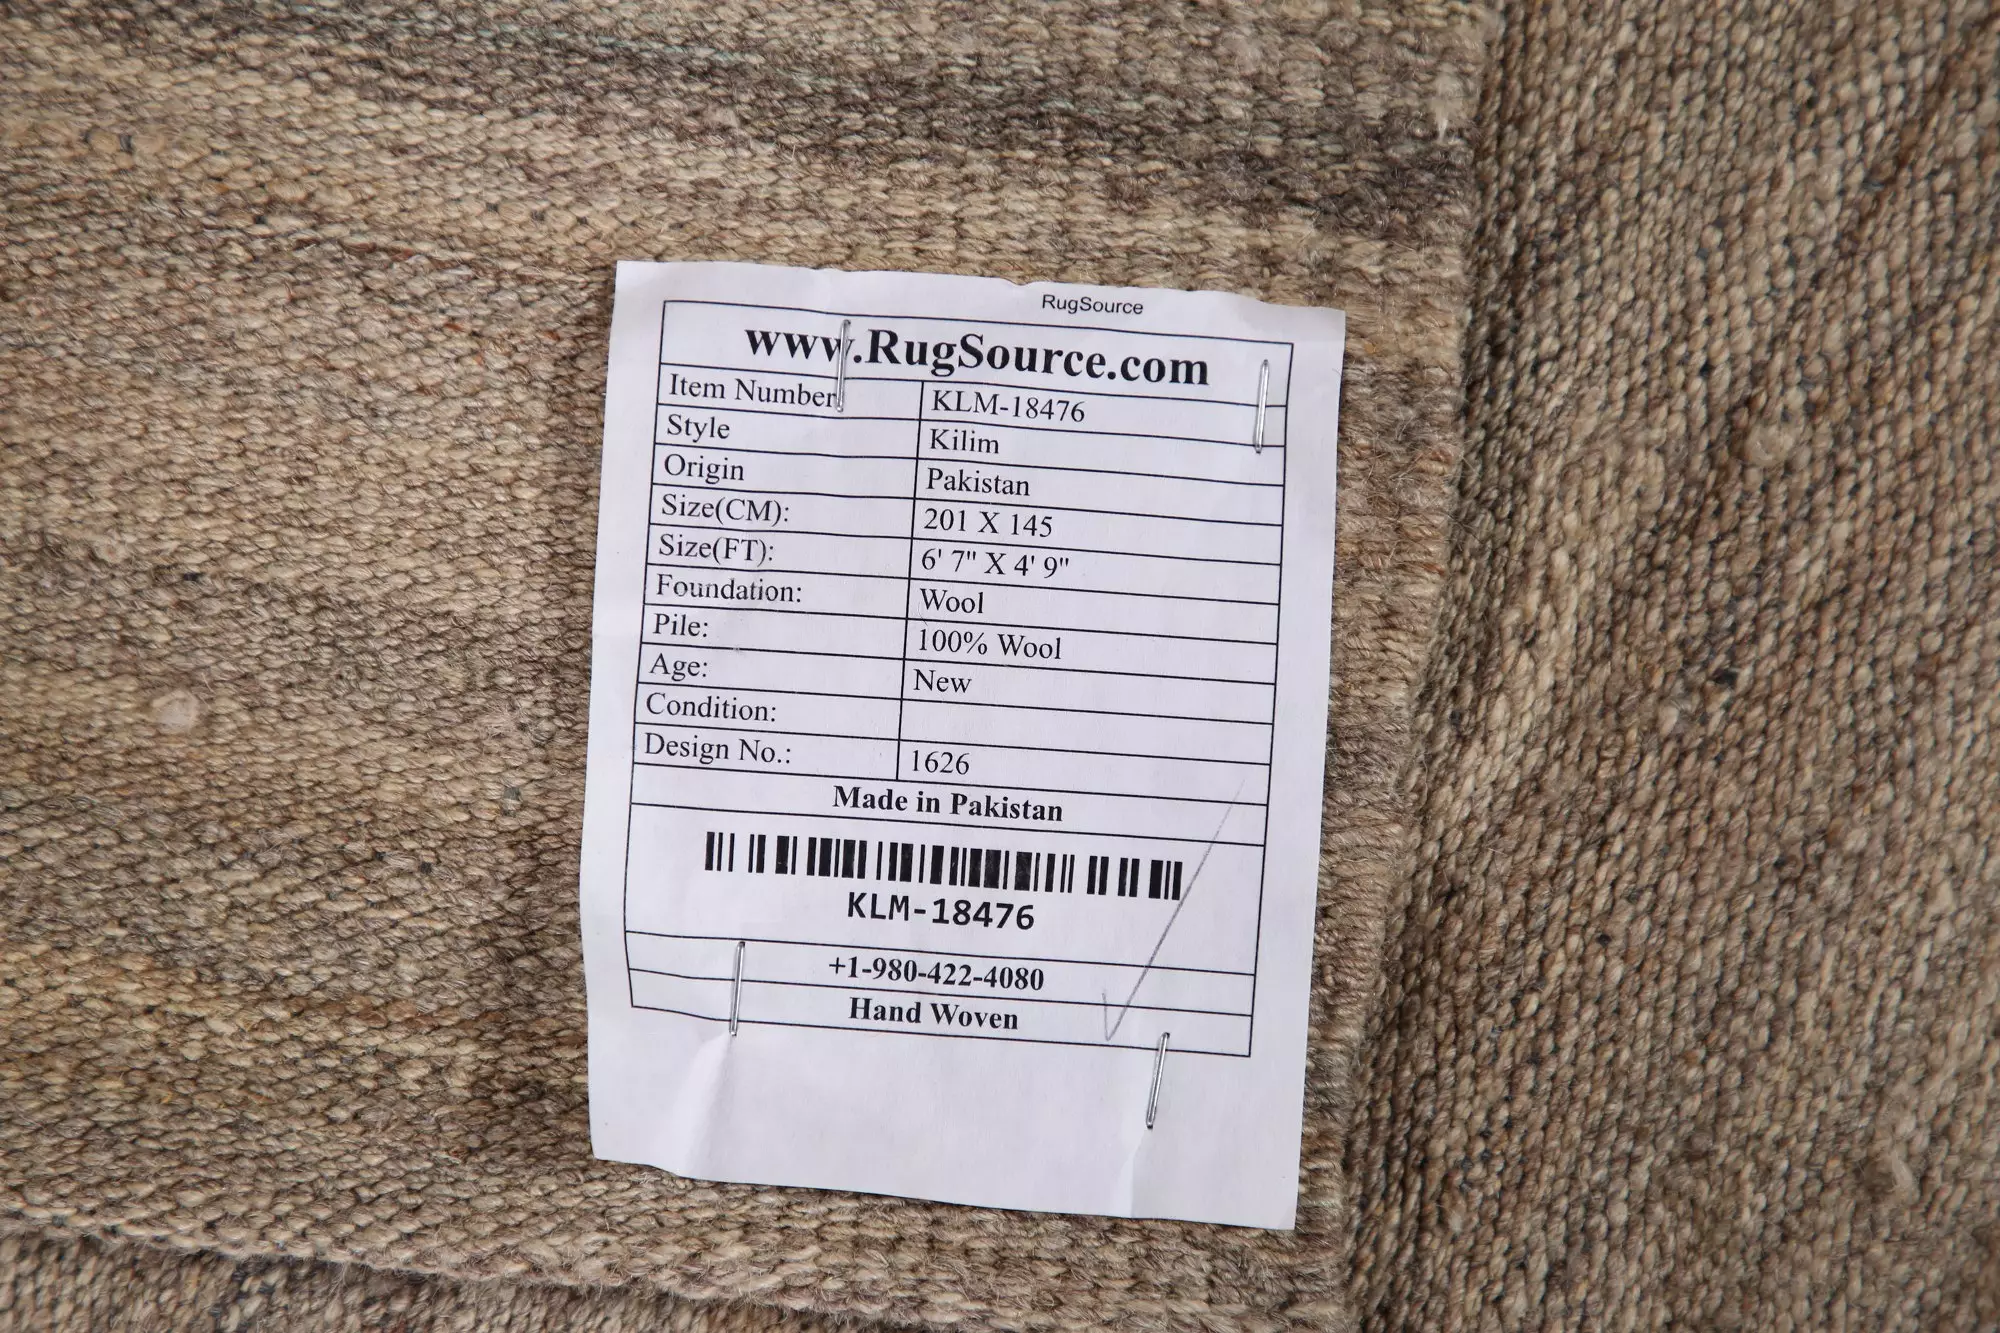 RugSource
www.RugSource.com
Item Number KLM-18476
Style Kilim
Origin Pakistan
Size(CM): 201 X 145
Size(FT): 6' 7" X 4' 9"
Foundation: Wool
Pile: 100% Wool
Age: New
Condition:
Design No.: 1626
Made in Pakistan
KLM-18476
+1-980-422-4080
Hand Woven